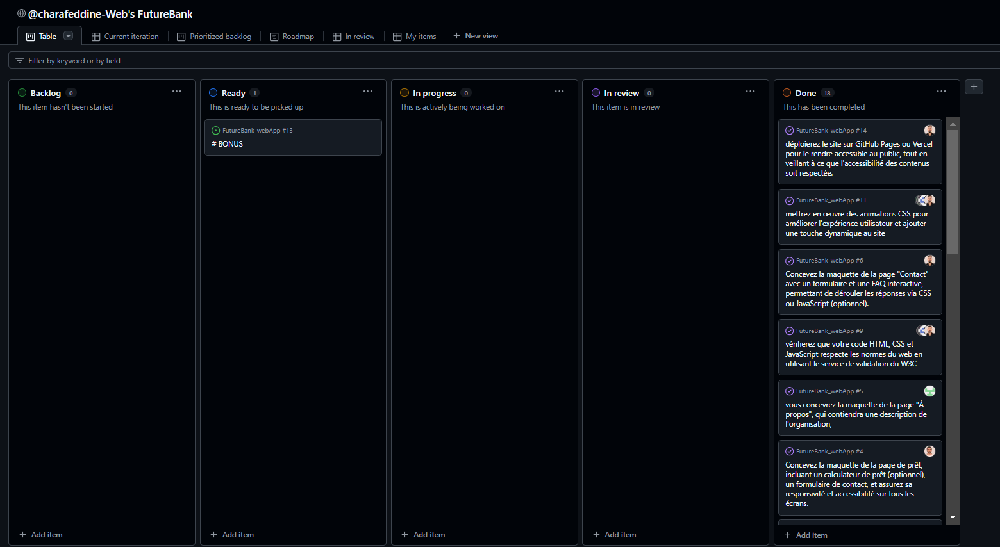 @charafeddine-Web's FutureBank
Table
Current iteration
Prioritized backlog
Roadmap
In review
My items
New view
Filter by keyword or by field
Backlog 0
This item hasn't been started
Add item
Ready 1
This is ready to be picked up
FutureBank_webApp #13
# BONUS
Add item
In progress 0
This is actively being worked on
Add item
In review 0
This item is in review
Add item
Done 18
This has been completed
FutureBank_webApp #14
déploierez le site sur GitHub Pages ou Vercel
pour le rendre accessible au public, tout en
veillant à ce que l'accessibilité des contenus
soit respectée.
FutureBank_webApp #11
mettrez en œuvre des animations CSS pour
améliorer l'expérience utilisateur et ajouter
une touche dynamique au site
FutureBank_webApp #6
Concevez la maquette de la page "Contact"
avec un formulaire et une FAQ interactive,
permettant de dérouler les réponses via CSS
ou JavaScript (optionnel).
FutureBank_webApp #9
vérifierez que votre code HTML, CSS et
JavaScript respecte les normes du web en
utilisant le service de validation du W3C
FutureBank_webApp #5
vous concevrez la maquette de la page "À
propos", qui contiendra une description de
l'organisation,
FutureBank_webApp #4
Concevez la maquette de la page de prêt,
incluant un calculateur de prêt (optionnel),
un formulaire de contact, et assurez sa
responsivité et accessibilité sur tous les
écrans.
Add item